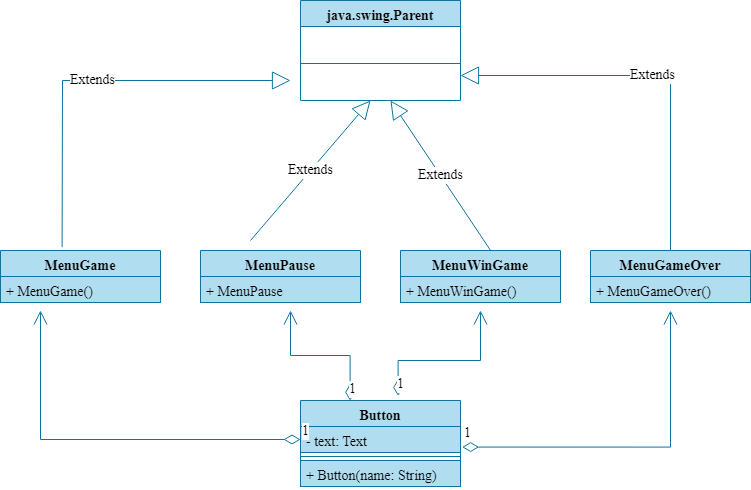 java.swing.Parent
Extends
Extends
Extends
Extends
MenuGame
+ MenuGame()
MenuPause
+ MenuPause
MenuWinGame
+ MenuWinGame()
MenuGameOver
+ MenuGameOver()
1
1
1
1
Button
- text: Text
+ Button(name: String)